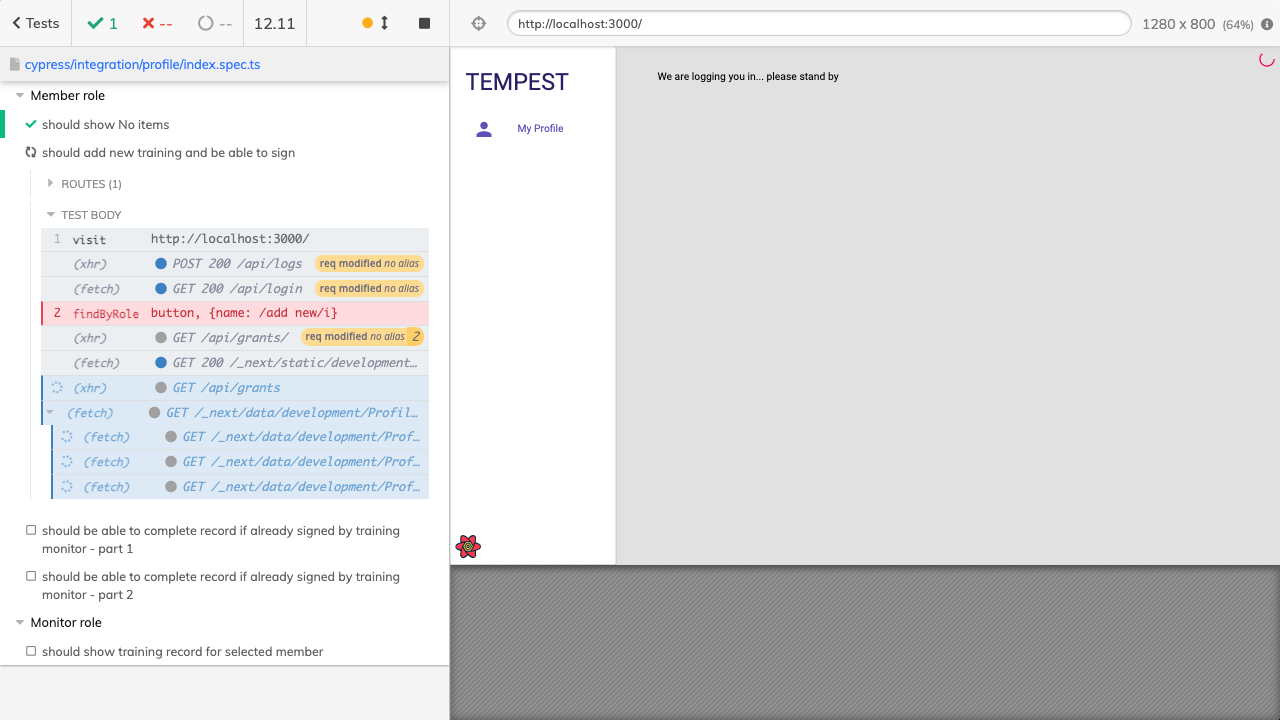 Tests
1
--
--
12.11
http://localhost:3000/
1280 x 800 (64%)
cypress/integration/profile/index.spec.ts
Member role
should show No items
should add new training and be able to sign
ROUTES (1)
TEST BODY
1 visit http://localhost:3000/
(xhr) POST 200 /api/logs req modified no alias
(fetch) GET 200 /api/login req modified no alias
2 findByRole button, {name: /add new/i}
(xhr) GET /api/grants/ req modified no alias 2
(fetch) GET 200 /_next/static/development...
(xhr) GET /api/grants
(fetch) GET /_next/data/development/Profil...
(fetch) GET /_next/data/development/Prof...
(fetch) GET /_next/data/development/Prof...
(fetch) GET /_next/data/development/Prof...
should be able to complete record if already signed by training
monitor - part 1
should be able to complete record if already signed by training
monitor - part 2
Monitor role
should show training record for selected member
TEMPEST
My Profile
We are logging you in... please stand by